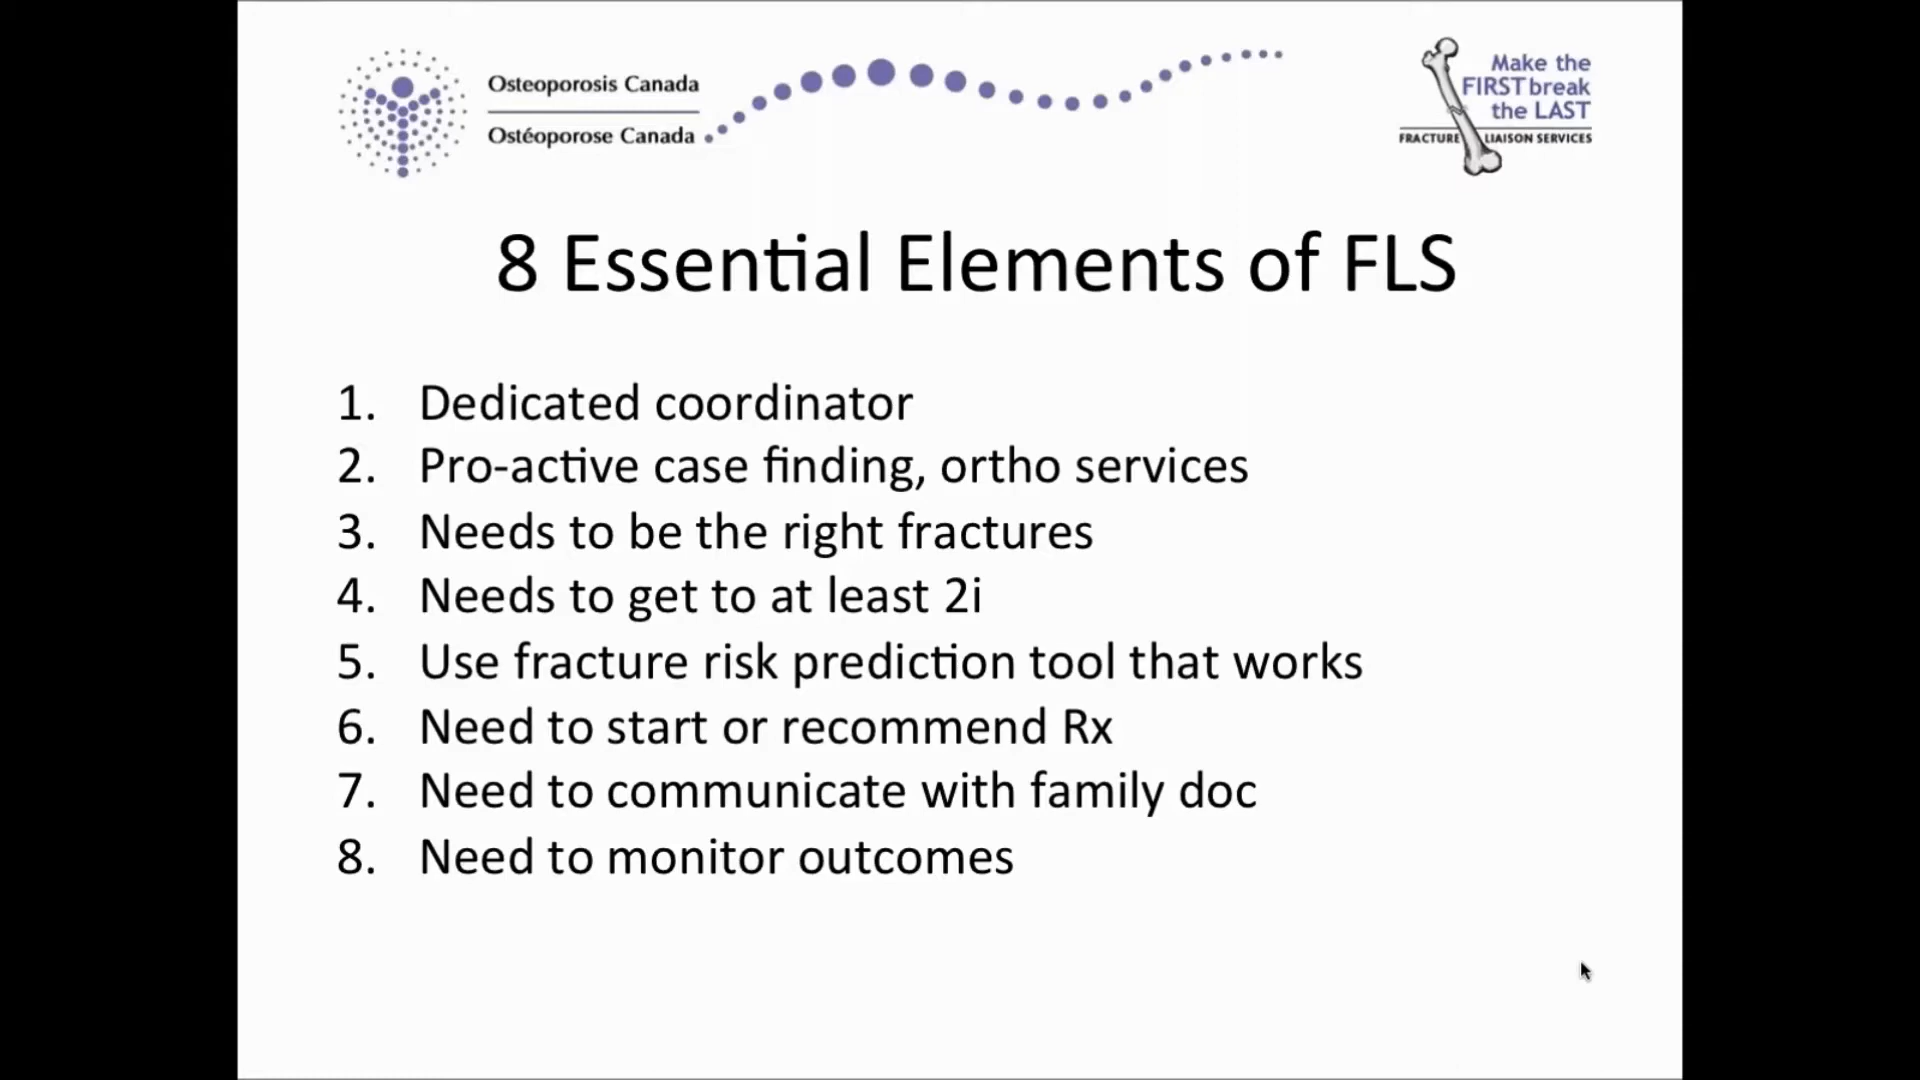 Osteoporosis Canada
Ostéoporose Canada
Make the
FIRST break
the LAST
FRACTURE LIAISON SERVICES
8 Essential Elements of FLS
1. Dedicated coordinator
2. Pro-active case finding, ortho services
3. Needs to be the right fractures
4. Needs to get to at least 2i
5. Use fracture risk prediction tool that works
6. Need to start or recommend Rx
7. Need to communicate with family doc
8. Need to monitor outcomes